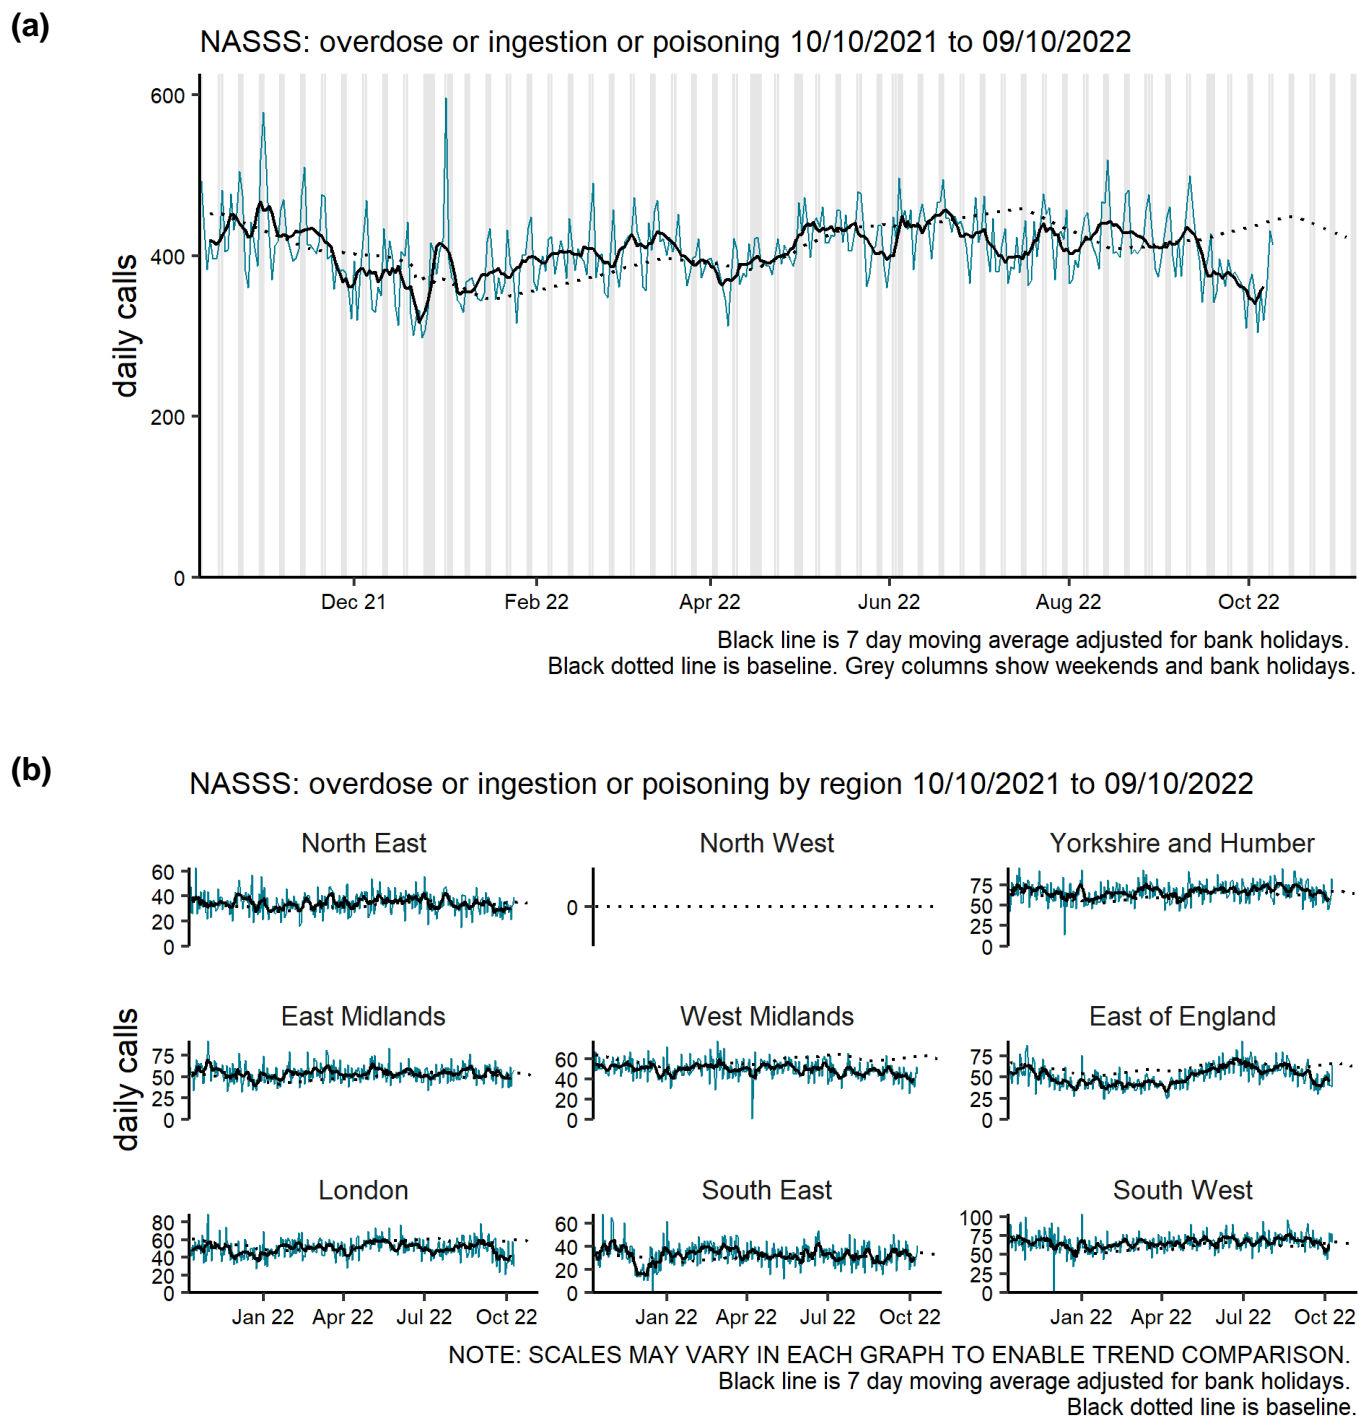 (a)
NASSS: overdose or ingestion or poisoning 10/10/2021 to 09/10/2022
daily calls
600
400
200
0
Dec 21 Feb 22 Apr 22 Jun 22 Aug 22 Oct 22
Black line is 7 day moving average adjusted for bank holidays.
Black dotted line is baseline. Grey columns show weekends and bank holidays.
(b)
NASSS: overdose or ingestion or poisoning by region 10/10/2021 to 09/10/2022
daily calls
North East
60
40
20
0
North West
0
Yorkshire and Humber
75
50
25
0
East Midlands
75
50
25
0
West Midlands
60
40
20
0
East of England
75
50
25
0
London
80
60
40
20
0
Jan 22 Apr 22 Jul 22 Oct 22
South East
60
40
20
0
Jan 22 Apr 22 Jul 22 Oct 22
South West
100
75
50
25
0
Jan 22 Apr 22 Jul 22 Oct 22
NOTE: SCALES MAY VARY IN EACH GRAPH TO ENABLE TREND COMPARISON.
Black line is 7 day moving average adjusted for bank holidays.
Black dotted line is baseline.